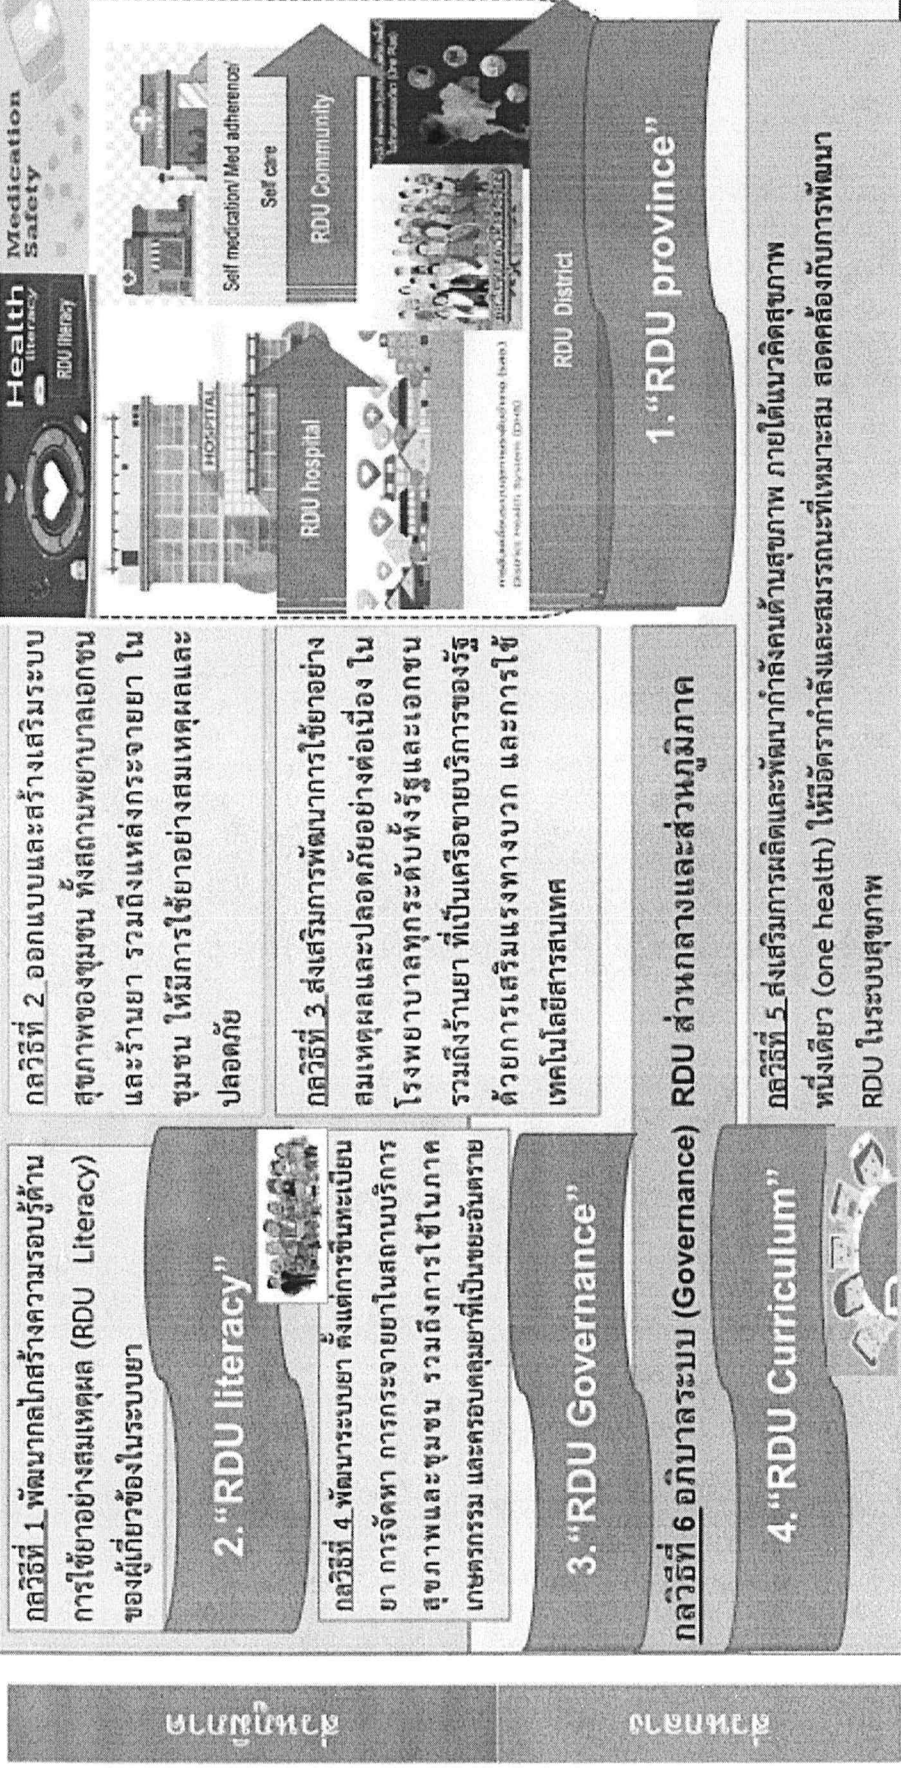 ส่วนภูมิภาค
ส่วนกลาง
กลวิธีที่ 1 พัฒนากลไกสร้างความรอบรู้ด้าน
การใช้ยาอย่างสมเหตุผล (RDU Literacy)
ของผู้เกี่ยวข้องในระบบยา
2.“RDU literacy”
กลวิธีที่ 4 พัฒนาระบบยา ตั้งแต่การขึ้นทะเบียน
ยา การจัดหา การกระจายยาในสถานบริการ
สุขภาพและชุมชน รวมถึงการใช้ในภาค
เกษตรกรรม และครอบคลุมยาที่เป็นขยะอันตราย
3.“RDU Governance”
กลวิธีที่ 2 ออกแบบและสร้างเสริมระบบ
สุขภาพของชุมชน ทั้งสถานพยาบาลเอกชน
และร้านยา รวมถึงแหล่งกระจายยา ใน
ชุมชน ให้มีการใช้ยาอย่างสมเหตุผลและ
ปลอดภัย
กลวิธีที่ 3 ส่งเสริมการพัฒนาการใช้ยาอย่าง
สมเหตุผลและปลอดภัยอย่างต่อเนื่อง ใน
โรงพยาบาลทุกระดับทั้งรัฐและเอกชน
รวมถึงร้านยา ที่เป็นเครือขายบริการของรัฐ
ด้วยการเสริมแรงทางบวก และการใช้
เทคโนโลยีสารสนเทศ
Health
literacy
RDU literacy
Medication
Safety
HOSPITAL
RDU hospital
Self medication/ Med adherence/
Self care
RDU Community
District Health System (DHS)
RDU District
1.“RDU province”
กลวิธีที่ 6 อภิบาลระบบ (Governance) RDU ส่วนกลางและส่วนภูมิภาค
4.“RDU Curriculum”
กลวิธีที่ 5 ส่งเสริมการผลิตและพัฒนากำลังคนด้านสุขภาพ ภายใต้แนวคิดสุขภาพ
หนึ่งเดียว (one health) ให้มีอัตรากำลังและสมรรถนะที่เหมาะสม สอดคล้องกับการพัฒนา
RDU ในระบบสุขภาพ